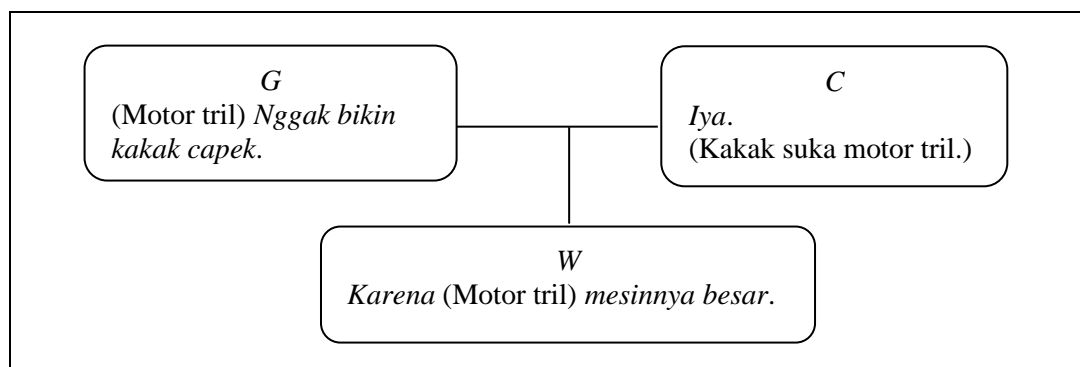 G
(Motor tril) Nggak bikin
kakak capek.
C
Iya.
(Kakak suka motor tril.)
W
Karena (Motor tril) mesinnya besar.